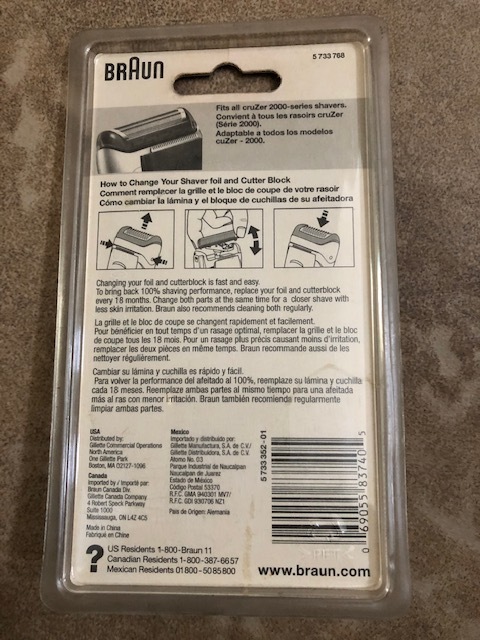 BRAUN
5 733 768
Fits all cruZer 2000-series shavers.
Convient à tous les rasoirs cruZer
(Série 2000).
Adaptable a todos los modelos
cuZer - 2000.
How to Change Your Shaver foil and Cutter Block
Comment remplecer la grille et le bloc de coupe de votre rasoir
Cómo cambiar la lámina y el bloque de cuchillas de su afeitadora
Changing your foil and cutterblock is fast and easy.
To bring back 100% shaving performance, replace your foil and cutterblock
every 18 months. Change both parts at the same time for a closer shave with
less skin irritation. Braun also recommends cleaning both regularly.
La grille et le bloc de coupe se changent rapidement et facilement.
Pour bénéficier en tout temps d'un rasage optimal, remplacer la grille et le bloc
de coupe tous les 18 mois. Pour un rasage plus précis causant moins d'irritation,
remplacer les deux pièces en même temps. Braun recommande aussi de les
nettoyer régulièrement.
Cambiar su lámina y cuchilla es rápido y fácil.
Para volver la performance del afeitado al 100%, reemplaze su lámina y cuchilla
cada 18 meses. Reemplaze ambas partes al mismo tiempo para una afeitada
más al ras con menor irritación. Braun también recomienda regularmente
limpiar ambas partes.
USA
Distributed by:
Gillette Commercial Operations
North America
One Gillette Park
Boston, MA 02127-1096
Canada
Imported by / Importé par:
Braun Canada Div.
Gillette Canada Company
4 Robert Speck Parkway
Suite 1000
Mississauga, ON L4Z 4C5
Made in China
Fabriqué en Chine
Mexico
Importado y distribuido por:
Gillette Manufactura, S.A. de C.V./
Gillette Distribuidora, S.A. de C.V.
Atomo No. 03
Parque Industrial de Naucalpan
Naucalpan de Juarez
Estado de México
Código Postal 53370
R.F.C. GMA 940301 MV7/
R.F.C. GDI 930706 NZ1
Pais de Origen: Alemania
5 733 352-01
0 69055 83740 5
? US Residents 1-800-Braun 11
Canadian Residents 1-800-387-6657
Mexican Residents 01800-5085800
www.braun.com